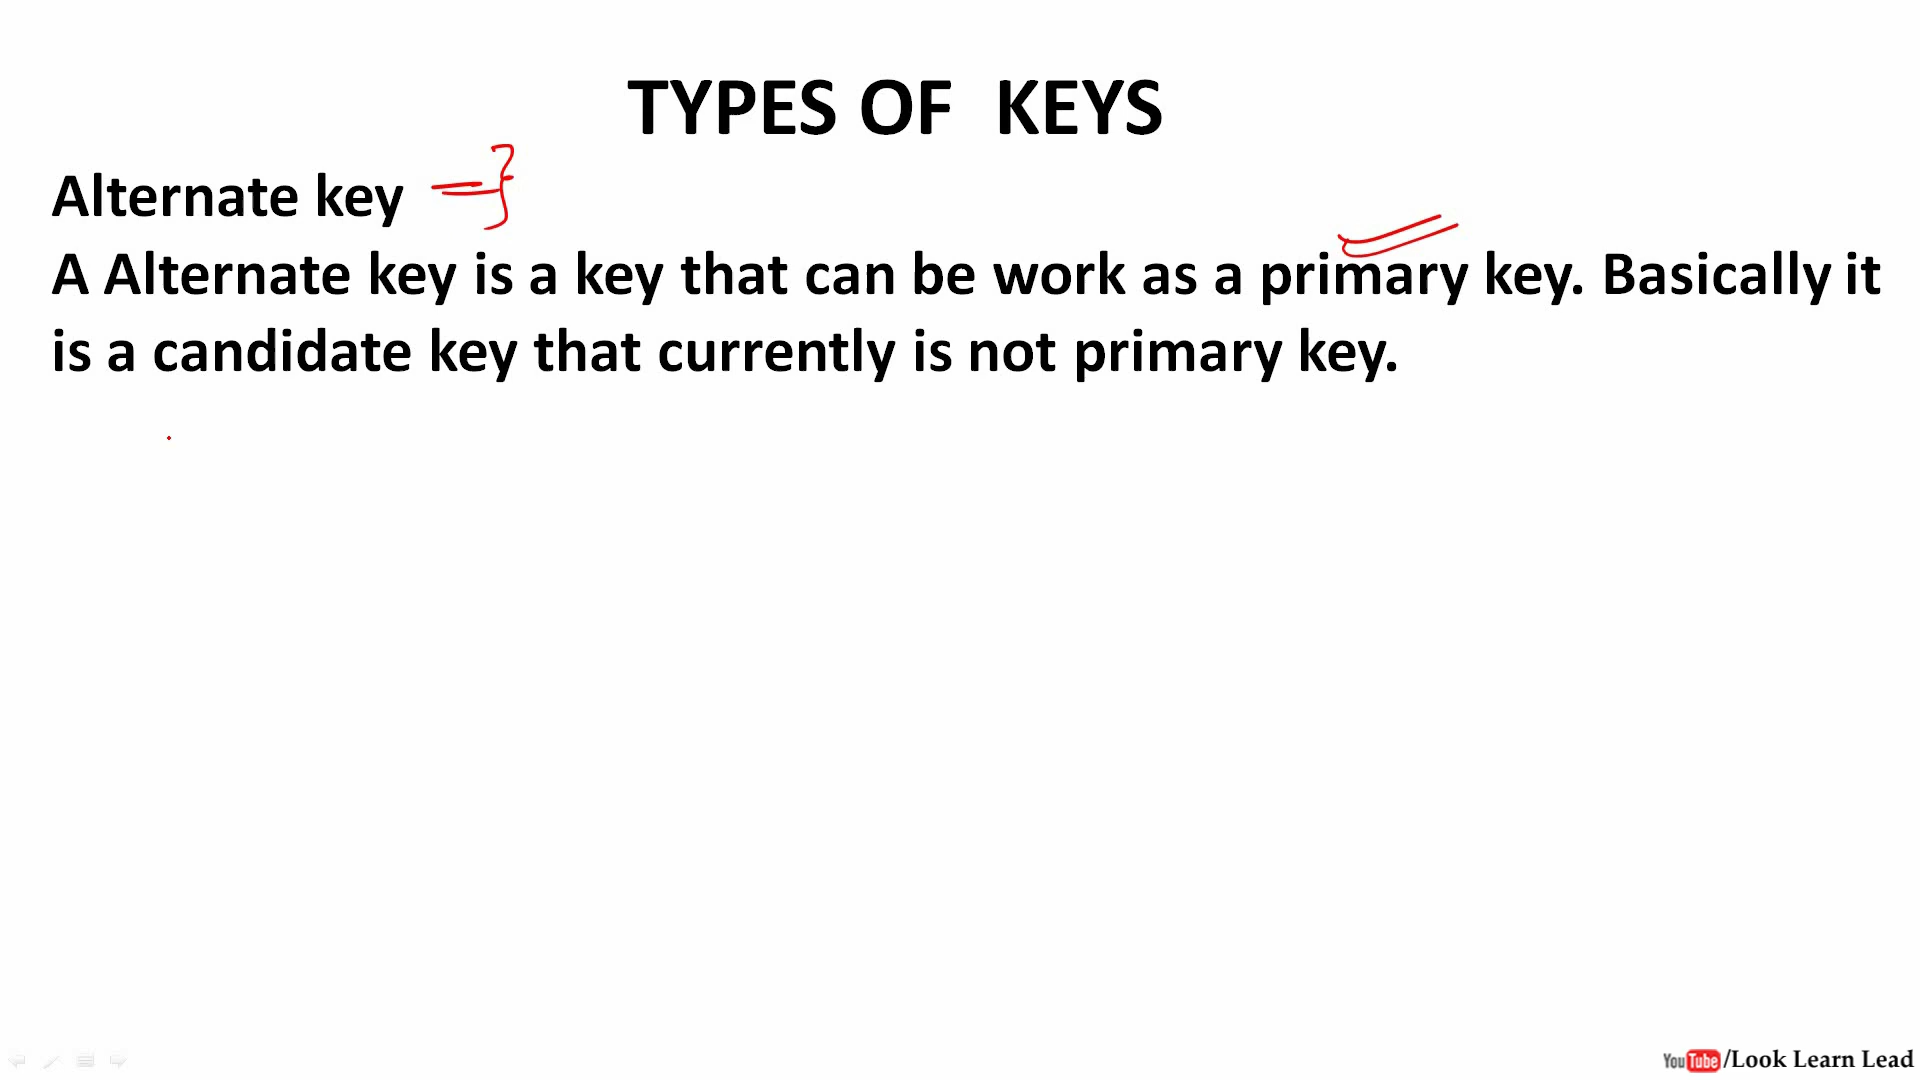 TYPES OF KEYS
Alternate key
A Alternate key is a key that can be work as a primary key. Basically it
is a candidate key that currently is not primary key.
YouTube/Look Learn Lead